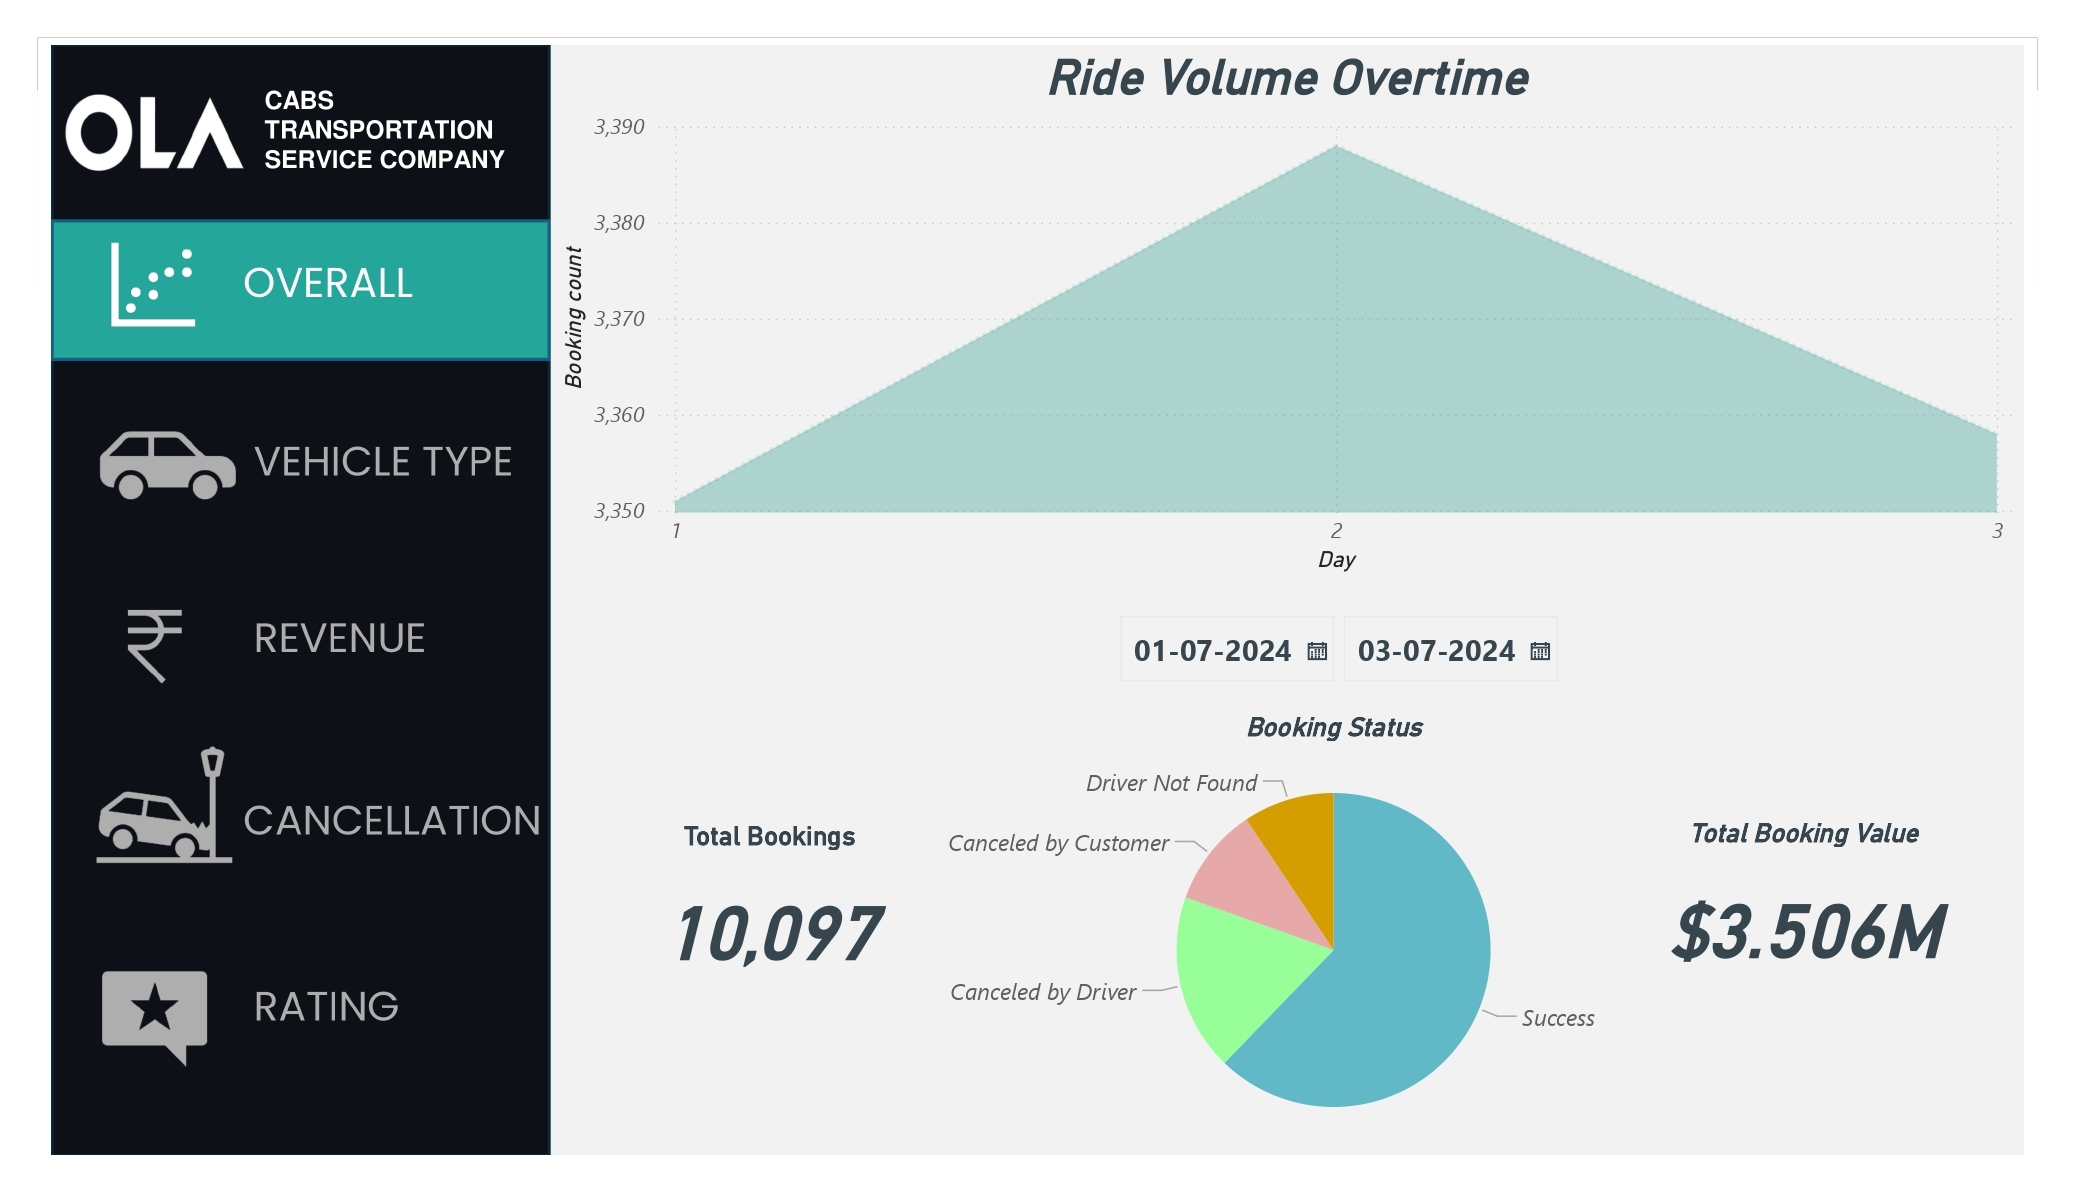 OLA
CABS
TRANSPORTATION
SERVICE COMPANY
OVERALL
VEHICLE TYPE
REVENUE
CANCELLATION
RATING
Ride Volume Overtime
Booking count
3,390
3,380
3,370
3,360
3,350
1
2
3
Day
01-07-2024
03-07-2024
Booking Status
Driver Not Found
Canceled by Customer
Canceled by Driver
Success
Total Bookings
10,097
Total Booking Value
$3.506M